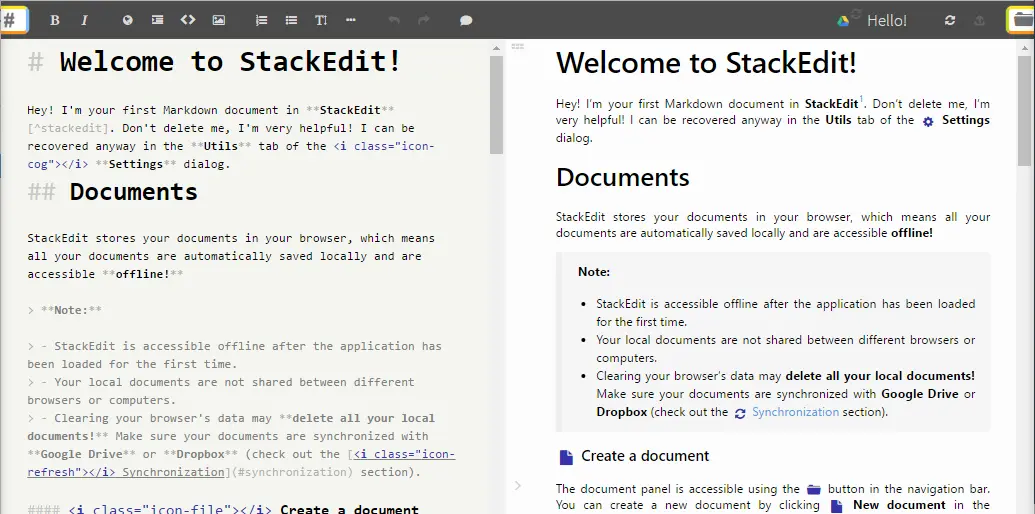 #
B I
Hello!
# Welcome to StackEdit!
Hey! I'm your first Markdown document in **StackEdit**
[^stackedit]. Don't delete me, I'm very helpful! I can be
recovered anyway in the **Utils** tab of the <i class="icon-
cog"></i> **Settings** dialog.
## Documents
StackEdit stores your documents in your browser, which means
all your documents are automatically saved locally and are
accessible **offline!**
> **Note:**
> - StackEdit is accessible offline after the application has
been loaded for the first time.
> - Your local documents are not shared between different
browsers or computers.
> - Clearing your browser's data may **delete all your local
documents!** Make sure your documents are synchronized with
**Google Drive** or **Dropbox** (check out the [<i class="icon-
refresh"></i> Synchronization](#synchronization) section).
#### <i class="icon-file"></i> Create a document
Welcome to StackEdit!
Hey! I'm your first Markdown document in StackEdit1. Don't delete me, I'm
very helpful! I can be recovered anyway in the Utils tab of the Settings
dialog.
Documents
StackEdit stores your documents in your browser, which means all your
documents are automatically saved locally and are accessible offline!
Note:
• StackEdit is accessible offline after the application has been loaded
for the first time.
• Your local documents are not shared between different browsers or
computers.
• Clearing your browser's data may delete all your local documents!
Make sure your documents are synchronized with Google Drive or
Dropbox (check out the Synchronization section).
Create a document
The document panel is accessible using the button in the navigation bar.
You can create a new document by clicking New document in the